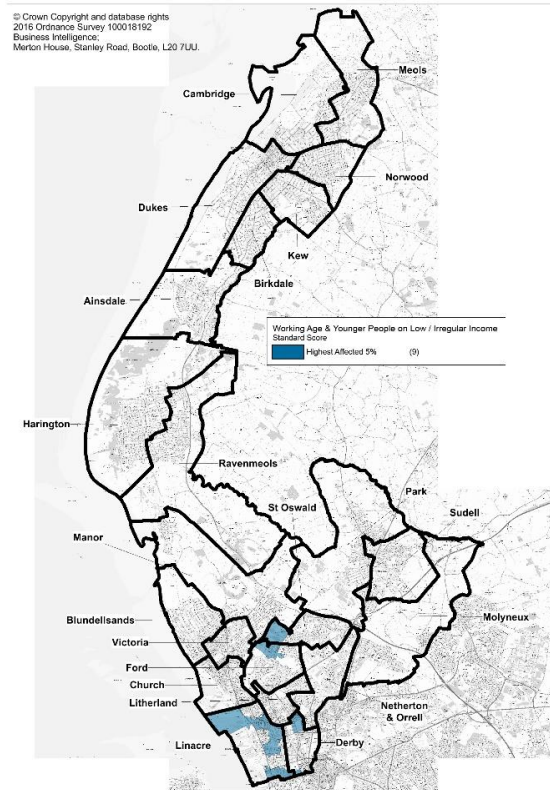 © Crown Copyright and database rights
2016 Ordnance Survey 100018192
Business Intelligence;
Merton House, Stanley Road, Bootle, L20 7UU.
Meols
Cambridge
Norwood
Dukes
Kew
Birkdale
Ainsdale
Working Age & Younger People on Low / Irregular Income
Standard Score
Highest Affected 5% (9)
Harington
Ravenmeols
Park
St Oswald
Sudell
Manor
Blundellsands
Molyneux
Victoria
Ford
Church
Litherland
Netherton
& Orrell
Linacre
Derby